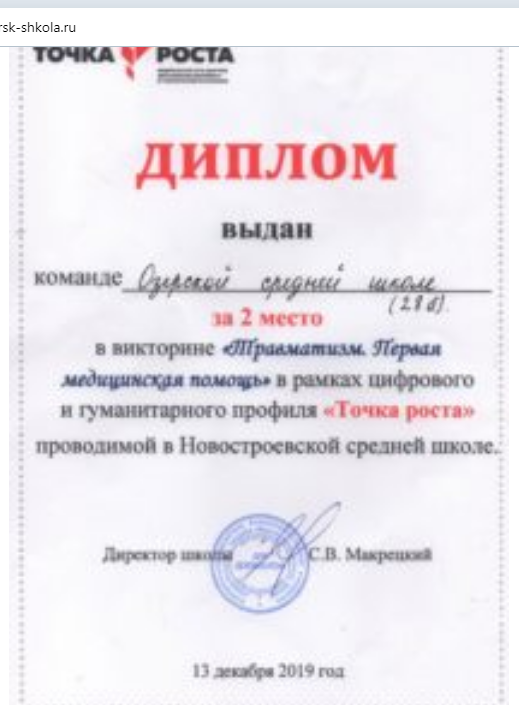 rsk-shkola.ru
ТОЧКА РОСТА
ДИПЛОМ
выдан
команде Озерской средней школе
(28 б).
за 2 место
в викторине «Травматизм. Первая
медицинская помощь» в рамках цифрового
и гуманитарного профиля «Точка роста»
проводимой в Новостроевской средней школе.
Директор школы С.В. Макрецкий
13 декабря 2019 год